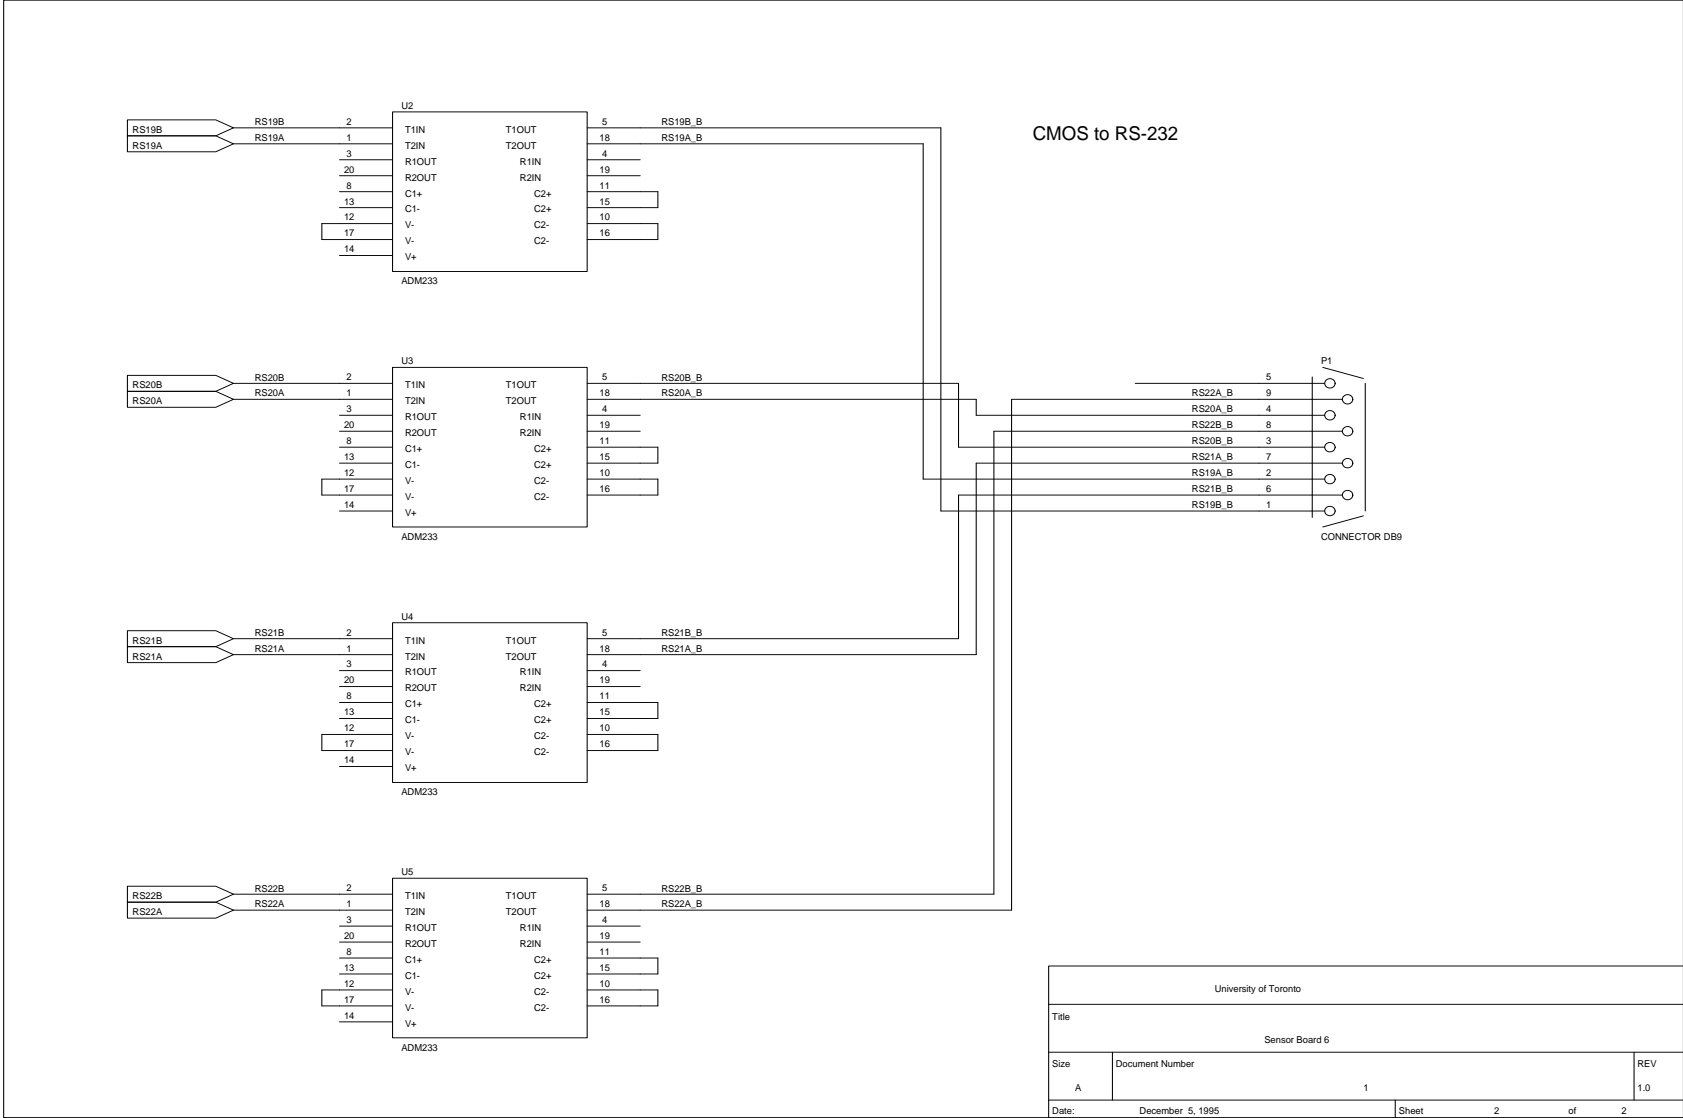 CMOS to RS-232
U2
RS19B RS19B 2 T1IN T1OUT 5 RS19B_B
RS19A RS19A 1 T2IN T2OUT 18 RS19A_B
3 R1OUT R1IN 4
20 R2OUT R2IN 19
8 C1+ C2+ 11
13 C1- C2+ 15
12 V- C2- 10
17 V- C2- 16
14 V+
ADM233
U3
RS20B RS20B 2 T1IN T1OUT 5 RS20B_B
RS20A RS20A 1 T2IN T2OUT 18 RS20A_B
3 R1OUT R1IN 4
20 R2OUT R2IN 19
8 C1+ C2+ 11
13 C1- C2+ 15
12 V- C2- 10
17 V- C2- 16
14 V+
ADM233
P1
5
RS22A_B 9
RS20A_B 4
RS22B_B 8
RS20B_B 3
RS21A_B 7
RS19A_B 2
RS21B_B 6
RS19B_B 1
CONNECTOR DB9
U4
RS21B RS21B 2 T1IN T1OUT 5 RS21B_B
RS21A RS21A 1 T2IN T2OUT 18 RS21A_B
3 R1OUT R1IN 4
20 R2OUT R2IN 19
8 C1+ C2+ 11
13 C1- C2+ 15
12 V- C2- 10
17 V- C2- 16
14 V+
ADM233
U5
RS22B RS22B 2 T1IN T1OUT 5 RS22B_B
RS22A RS22A 1 T2IN T2OUT 18 RS22A_B
3 R1OUT R1IN 4
20 R2OUT R2IN 19
8 C1+ C2+ 11
13 C1- C2+ 15
12 V- C2- 10
17 V- C2- 16
14 V+
ADM233
University of Toronto
Title
Sensor Board 6
Size Document Number REV
A 1 1.0
Date: December 5, 1995 Sheet 2 of 2